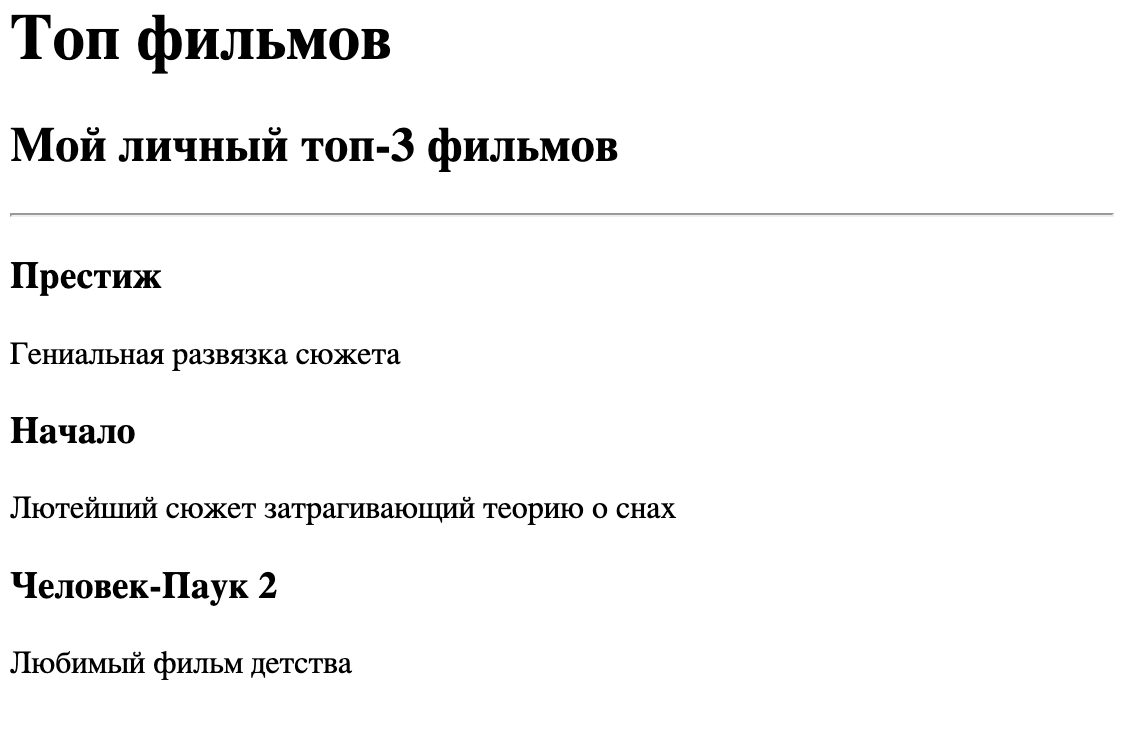 Топ фильмов
Мой личный топ-3 фильмов
Престиж
Гениальная развязка сюжета
Начало
Лютейший сюжет затрагивающий теорию о снах
Человек-Паук 2
Любимый фильм детства